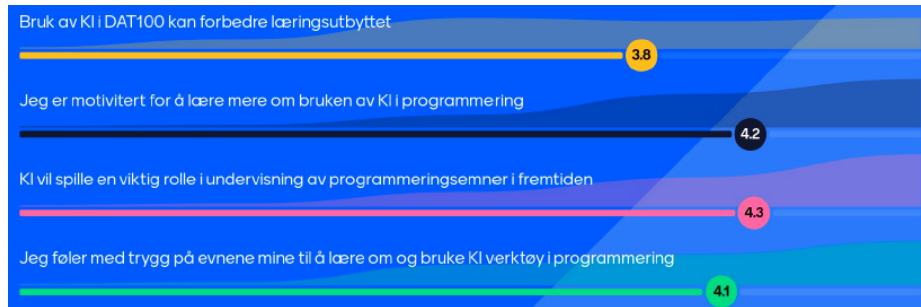 Bruk av KI i DAT100 kan forbedre læringsutbyttet
3.8
Jeg er motivitert for å lære mere om bruken av KI i programmering
4.2
KI vil spille en viktig rolle i undervisning av programmeringsemner i fremtiden
4.3
Jeg føler med trygg på evnene mine til å lære om og bruke KI verktøy i programmering
4.1